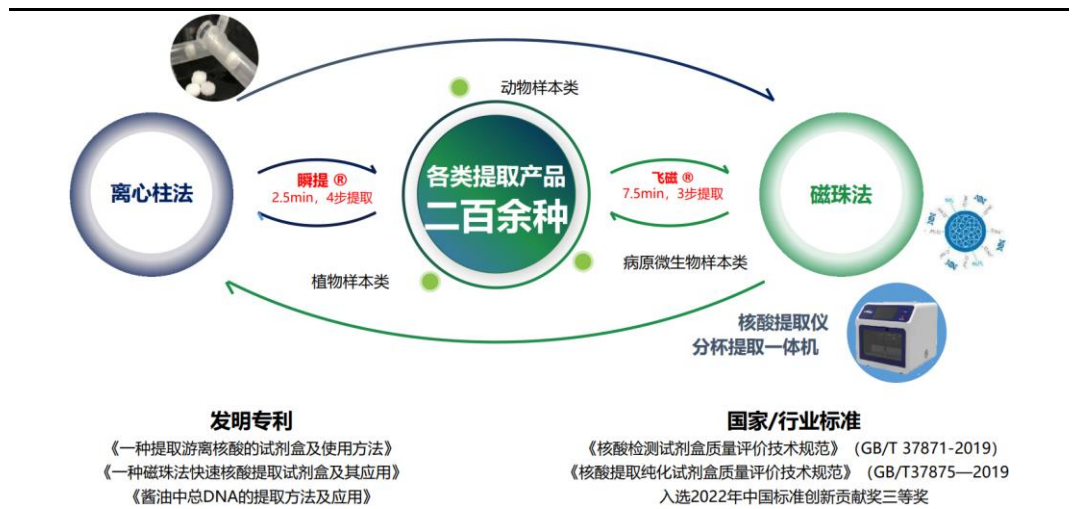 动物样本类
离心柱法
瞬提 ®
2.5min，4步提取
各类提取产品
二百余种
飞磁 ®
7.5min，3步提取
磁珠法
植物样本类
病原微生物样本类
核酸提取仪
分杯提取一体机
发明专利
《一种提取游离核酸的试剂盒及使用方法》
《一种磁珠法快速核酸提取试剂盒及其应用》
《酱油中总DNA的提取方法及应用》
国家/行业标准
《核酸检测试剂盒质量评价技术规范》（GB/T 37871-2019）
《核酸提取纯化试剂盒质量评价技术规范》（GB/T37875—2019
入选2022年中国标准创新贡献奖三等奖